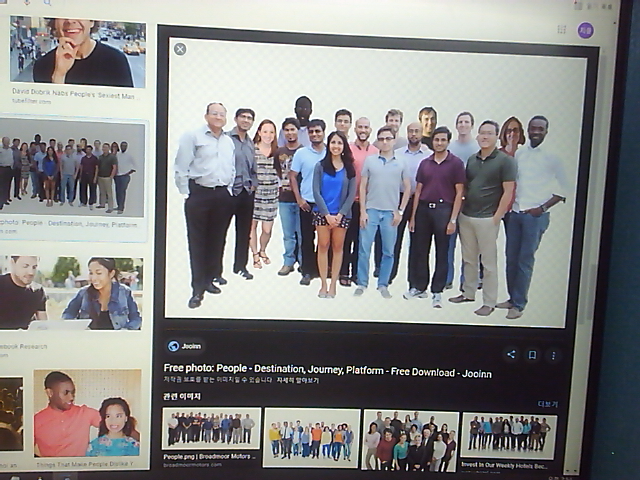 David Dobrik Nabs People's Sexiest Man
tubefilter.com
photo: People - Destination, Journey, Platform
n.com
ebook Research
Things That Make People Dislike Y
Jooinn
Free photo: People - Destination, Journey, Platform - Free Download - Jooinn
저작권 보호를 받는 이미지일 수 있습니다. 자세히 알아보기
관련 이미지
더보기
People.png | Broadmoor Motors ...
broadmoormotors.com
Invest In Our Weekly Hotels Bec...